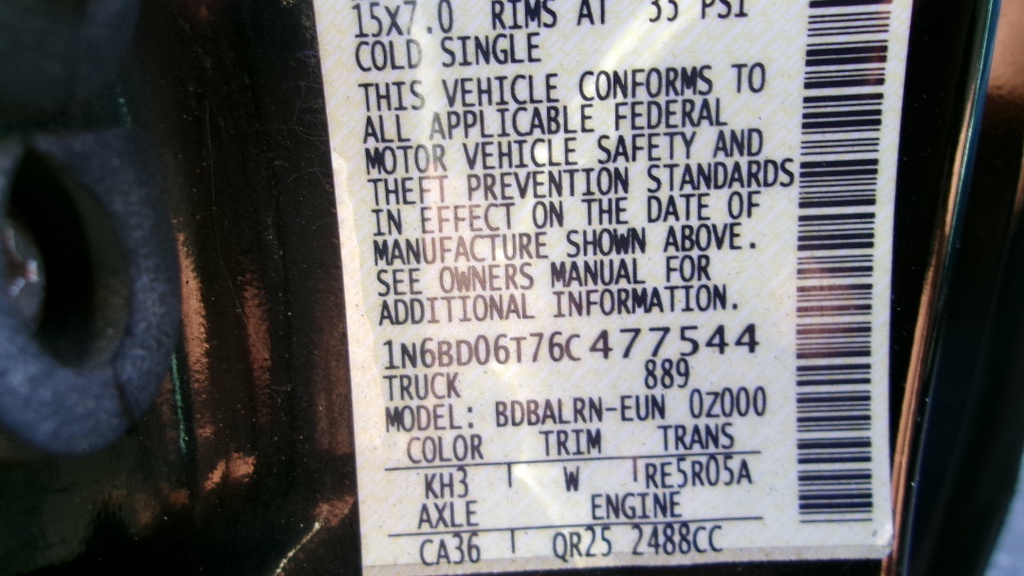 15X7.0 RIMS AT 35 PSI
COLD SINGLE
THIS VEHICLE CONFORMS TO
ALL APPLICABLE FEDERAL
MOTOR VEHICLE SAFETY AND
THEFT PREVENTION STANDARDS
IN EFFECT ON THE DATE OF
MANUFACTURE SHOWN ABOVE.
SEE OWNERS MANUAL FOR
ADDITIONAL INFORMATION.
1N6BD06T76C477544
TRUCK 889
MODEL: BDBALRN-EUN 0Z000
COLOR TRIM TRANS
KH3 W RE5R05A
AXLE ENGINE
CA36 QR25 2488CC